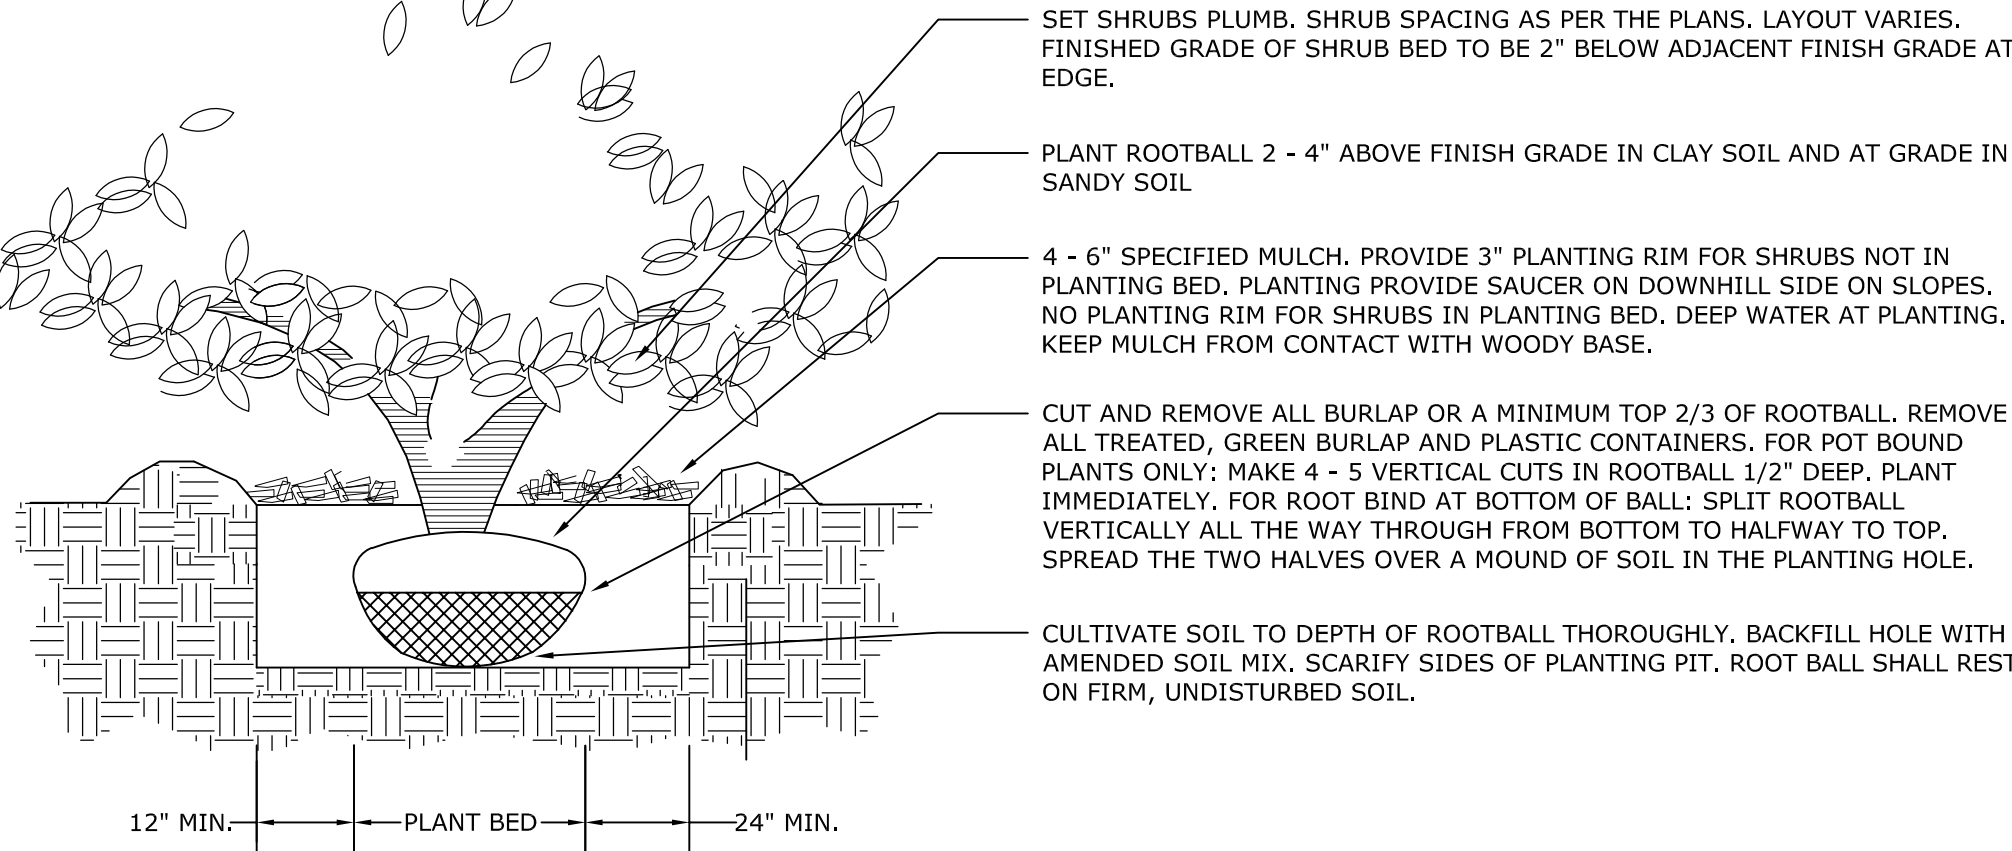 SET SHRUBS PLUMB. SHRUB SPACING AS PER THE PLANS. LAYOUT VARIES.
FINISHED GRADE OF SHRUB BED TO BE 2" BELOW ADJACENT FINISH GRADE AT
EDGE.
PLANT ROOTBALL 2 - 4" ABOVE FINISH GRADE IN CLAY SOIL AND AT GRADE IN
SANDY SOIL
4 - 6" SPECIFIED MULCH. PROVIDE 3" PLANTING RIM FOR SHRUBS NOT IN
PLANTING BED. PLANTING PROVIDE SAUCER ON DOWNHILL SIDE ON SLOPES.
NO PLANTING RIM FOR SHRUBS IN PLANTING BED. DEEP WATER AT PLANTING.
KEEP MULCH FROM CONTACT WITH WOODY BASE.
CUT AND REMOVE ALL BURLAP OR A MINIMUM TOP 2/3 OF ROOTBALL. REMOVE
ALL TREATED, GREEN BURLAP AND PLASTIC CONTAINERS. FOR POT BOUND
PLANTS ONLY: MAKE 4 - 5 VERTICAL CUTS IN ROOTBALL 1/2" DEEP. PLANT
IMMEDIATELY. FOR ROOT BIND AT BOTTOM OF BALL: SPLIT ROOTBALL
VERTICALLY ALL THE WAY THROUGH FROM BOTTOM TO HALFWAY TO TOP.
SPREAD THE TWO HALVES OVER A MOUND OF SOIL IN THE PLANTING HOLE.
CULTIVATE SOIL TO DEPTH OF ROOTBALL THOROUGHLY. BACKFILL HOLE WITH
AMENDED SOIL MIX. SCARIFY SIDES OF PLANTING PIT. ROOT BALL SHALL REST
ON FIRM, UNDISTURBED SOIL.
12" MIN. PLANT BED 24" MIN.